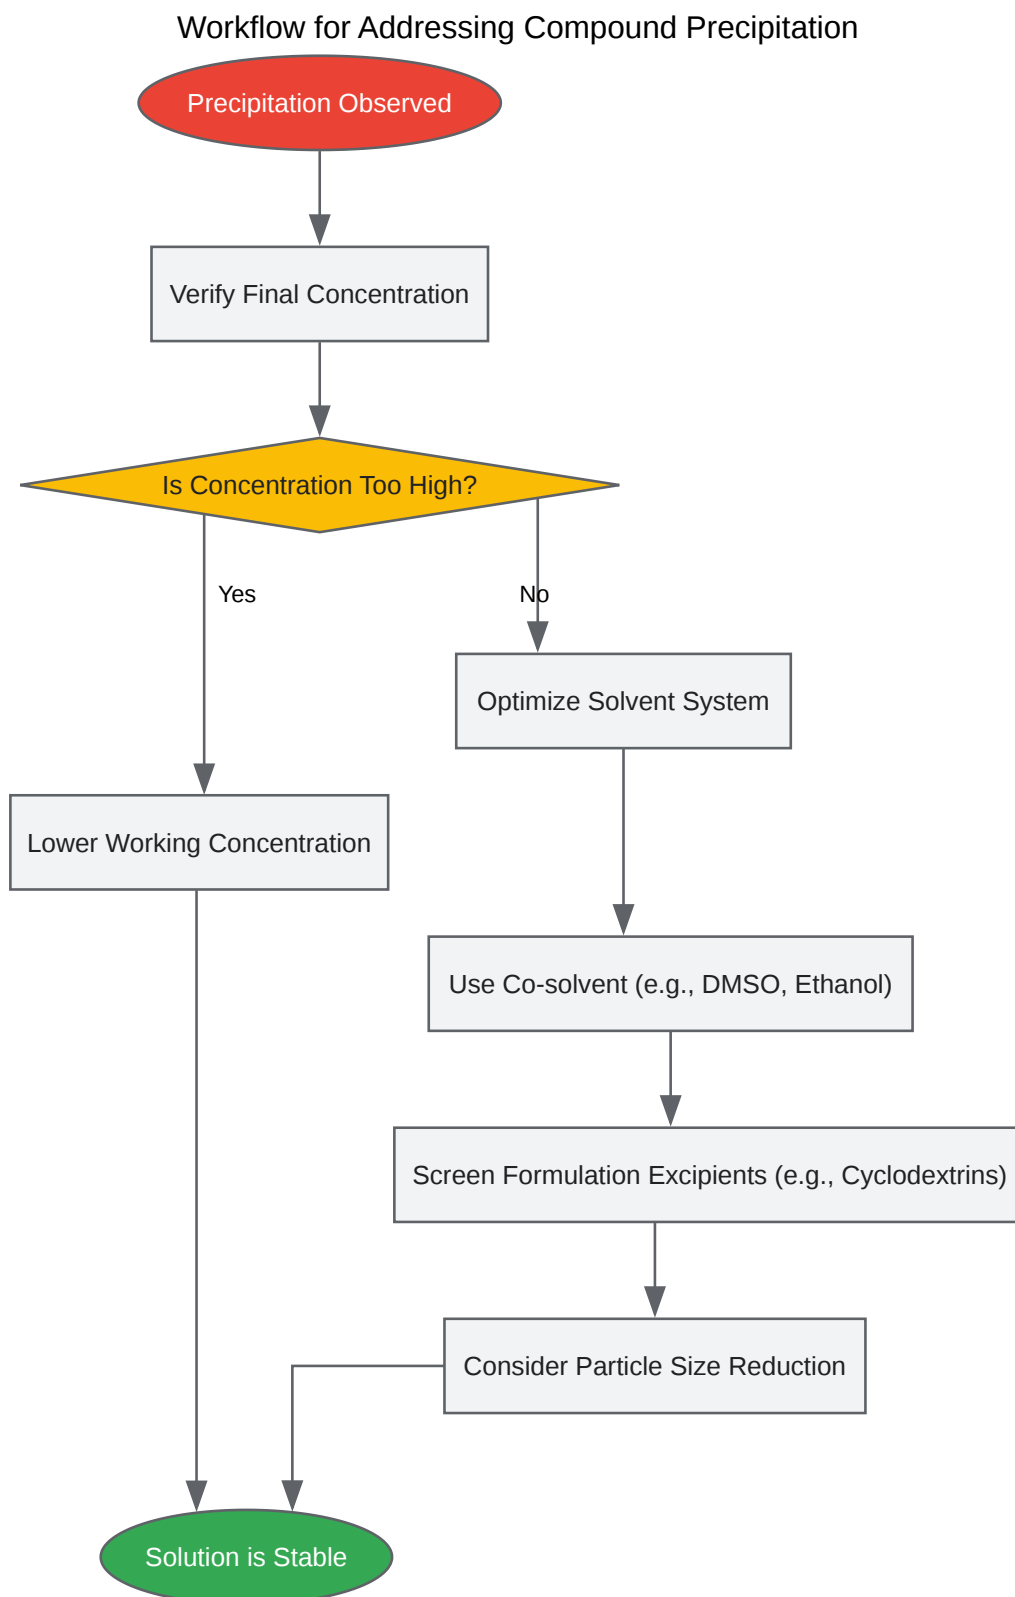 Workflow for Addressing Compound Precipitation
Precipitation Observed
Verify Final Concentration
Is Concentration Too High?
Yes
No
Optimize Solvent System
Lower Working Concentration
Use Co-solvent (e.g., DMSO, Ethanol)
Screen Formulation Excipients (e.g., Cyclodextrins)
Consider Particle Size Reduction
Solution is Stable